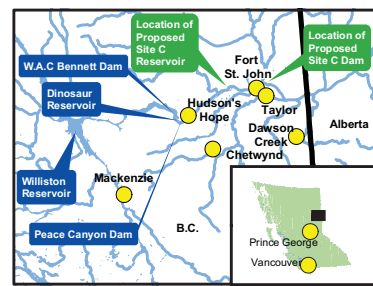 Location of
Proposed
Site C
Reservoir
Location of
Proposed
Site C Dam
Fort
St. John
W.A.C Bennett Dam
Dinosaur
Reservoir
Hudson's
Hope
Taylor
Dawson
Creek
Alberta
Chetwynd
Williston
Reservoir
Mackenzie
Peace Canyon Dam
B.C.
Prince George
Vancouver